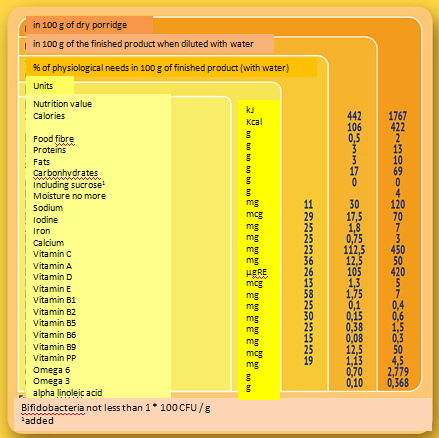 in 100 g of dry porridge
in 100 g of the finished product when diluted with water
% of physiological needs in 100 g of finished product (with water)
Units
Nutrition value
Calories
Food fibre
Proteins
Fats
Carbonhydrates
Including sucrose¹
Moisture no more
Sodium
Iodine
Iron
Calcium
Vitamin C
Vitamin A
Vitamin D
Vitamin E
Vitamin B1
Vitamin B2
Vitamin B5
Vitamin B6
Vitamin B9
Vitamin PP
Omega 6
Omega 3
alpha linoleic acid
kJ
Kcal
g
g
g
g
g
g
mg
mcg
mg
mg
mg
mg
µgRE
mcg
mg
mg
mg
mg
mg
mcg
mg
g
g
11
29
25
25
23
36
26
13
58
25
30
25
15
25
19
442
106
0,5
3
3
17
0
30
17,5
1,8
0,75
112,5
12,5
105
1,3
1,75
0,1
0,15
0,38
0,08
12,5
1,13
0,70
0,10
1767
422
2
13
10
69
0
4
120
70
7
3
450
50
420
5
7
0,4
0,6
1,5
0,3
50
4,5
2,779
0,368
Bifidobacteria not less than 1 * 100 CFU / g
¹added